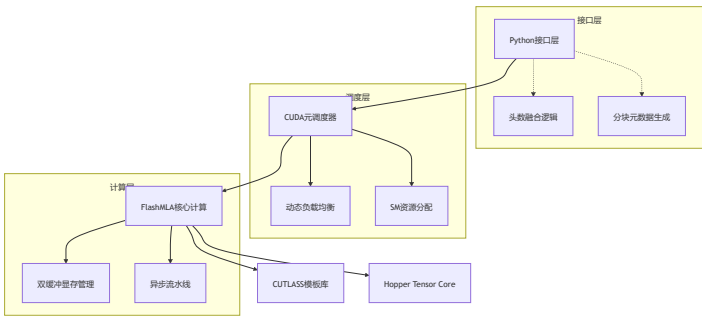 接口层
Python接口层
头数融合逻辑
分块元数据生成
调度层
CUDA元调度器
动态负载均衡
SM资源分配
计算层
FlashMLA核心计算
双缓冲显存管理
异步流水线
CUTLASS模板库
Hopper Tensor Core